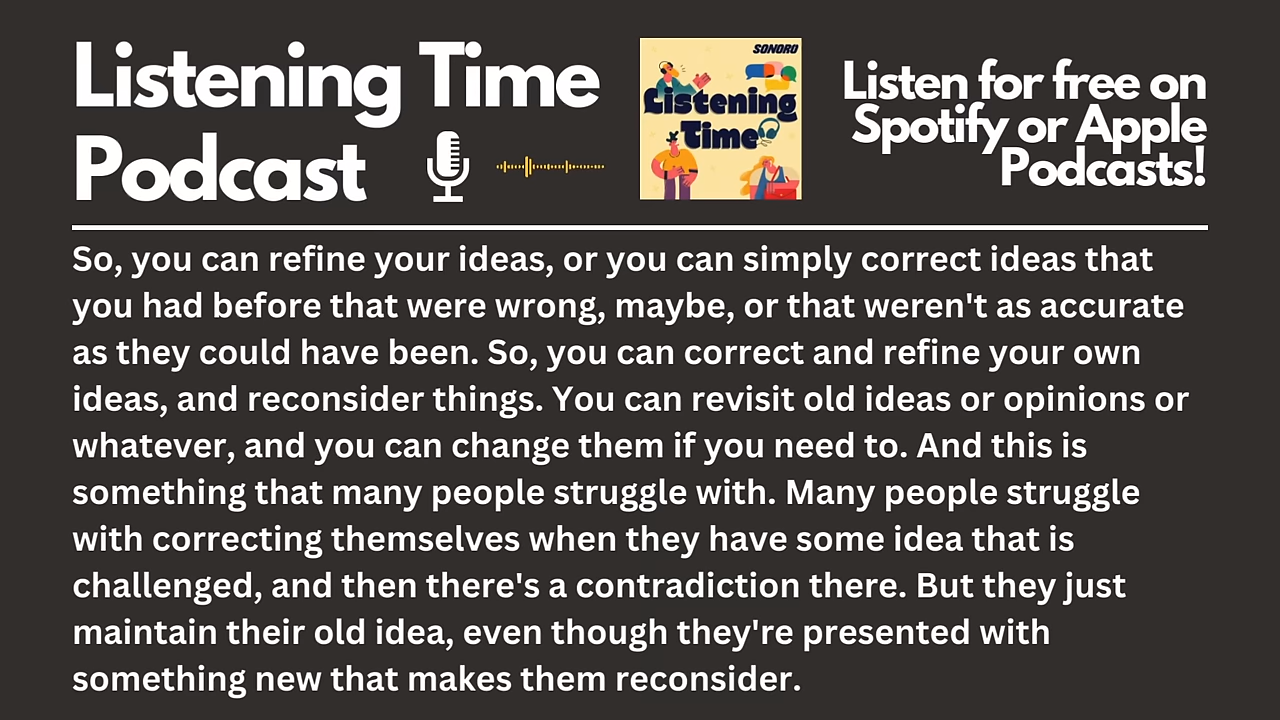 Listening Time
Podcast
SONORO
Listening
Time
Listen for free on
Spotify or Apple
Podcasts!
So, you can refine your ideas, or you can simply correct ideas that
you had before that were wrong, maybe, or that weren't as accurate
as they could have been. So, you can correct and refine your own
ideas, and reconsider things. You can revisit old ideas or opinions or
whatever, and you can change them if you need to. And this is
something that many people struggle with. Many people struggle
with correcting themselves when they have some idea that is
challenged, and then there's a contradiction there. But they just
maintain their old idea, even though they're presented with
something new that makes them reconsider.